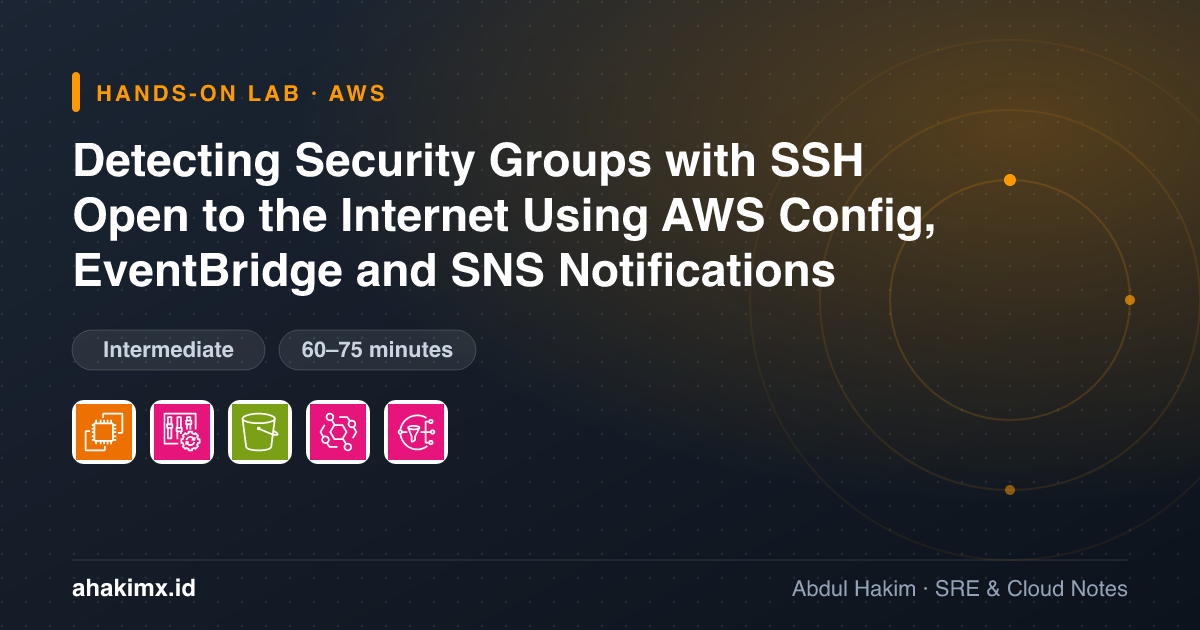 HANDS-ON LAB · AWS
Detecting Security Groups with SSH
Open to the Internet Using AWS Config,
EventBridge and SNS Notifications
Intermediate
60–75 minutes
ahakimx.id
Abdul Hakim · SRE & Cloud Notes